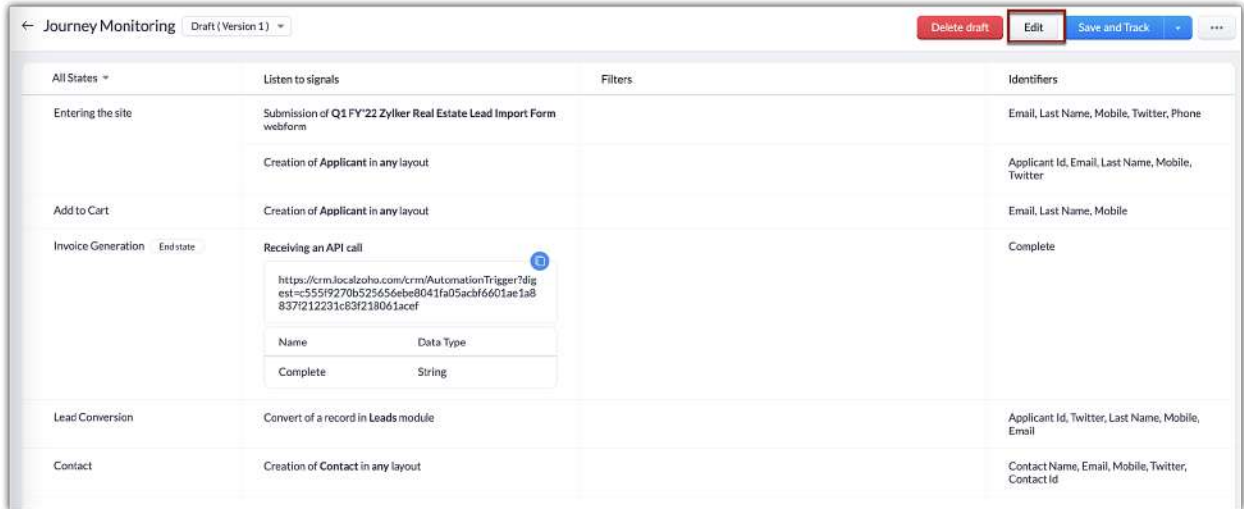 ← Journey Monitoring Draft ( Version 1 )
Delete draft Edit Save and Track ...
All States Listen to signals Filters Identifiers
Entering the site
Submission of Q1 FY'22 Zylker Real Estate Lead Import Form
webform
Email, Last Name, Mobile, Twitter, Phone
Creation of Applicant in any layout
Applicant Id, Email, Last Name, Mobile,
Twitter
Add to Cart
Creation of Applicant in any layout
Email, Last Name, Mobile
Invoice Generation End state
Receiving an API call
Complete
https://crm.localzoho.com/crm/AutomationTrigger?dig
est=c555f9270b525656ebe8041fa05acbf6601ae1a8
837f212231c83f218061acef
Name Data Type
Complete String
Lead Conversion
Convert of a record in Leads module
Applicant Id, Twitter, Last Name, Mobile,
Email
Contact
Creation of Contact in any layout
Contact Name, Email, Mobile, Twitter,
Contact Id